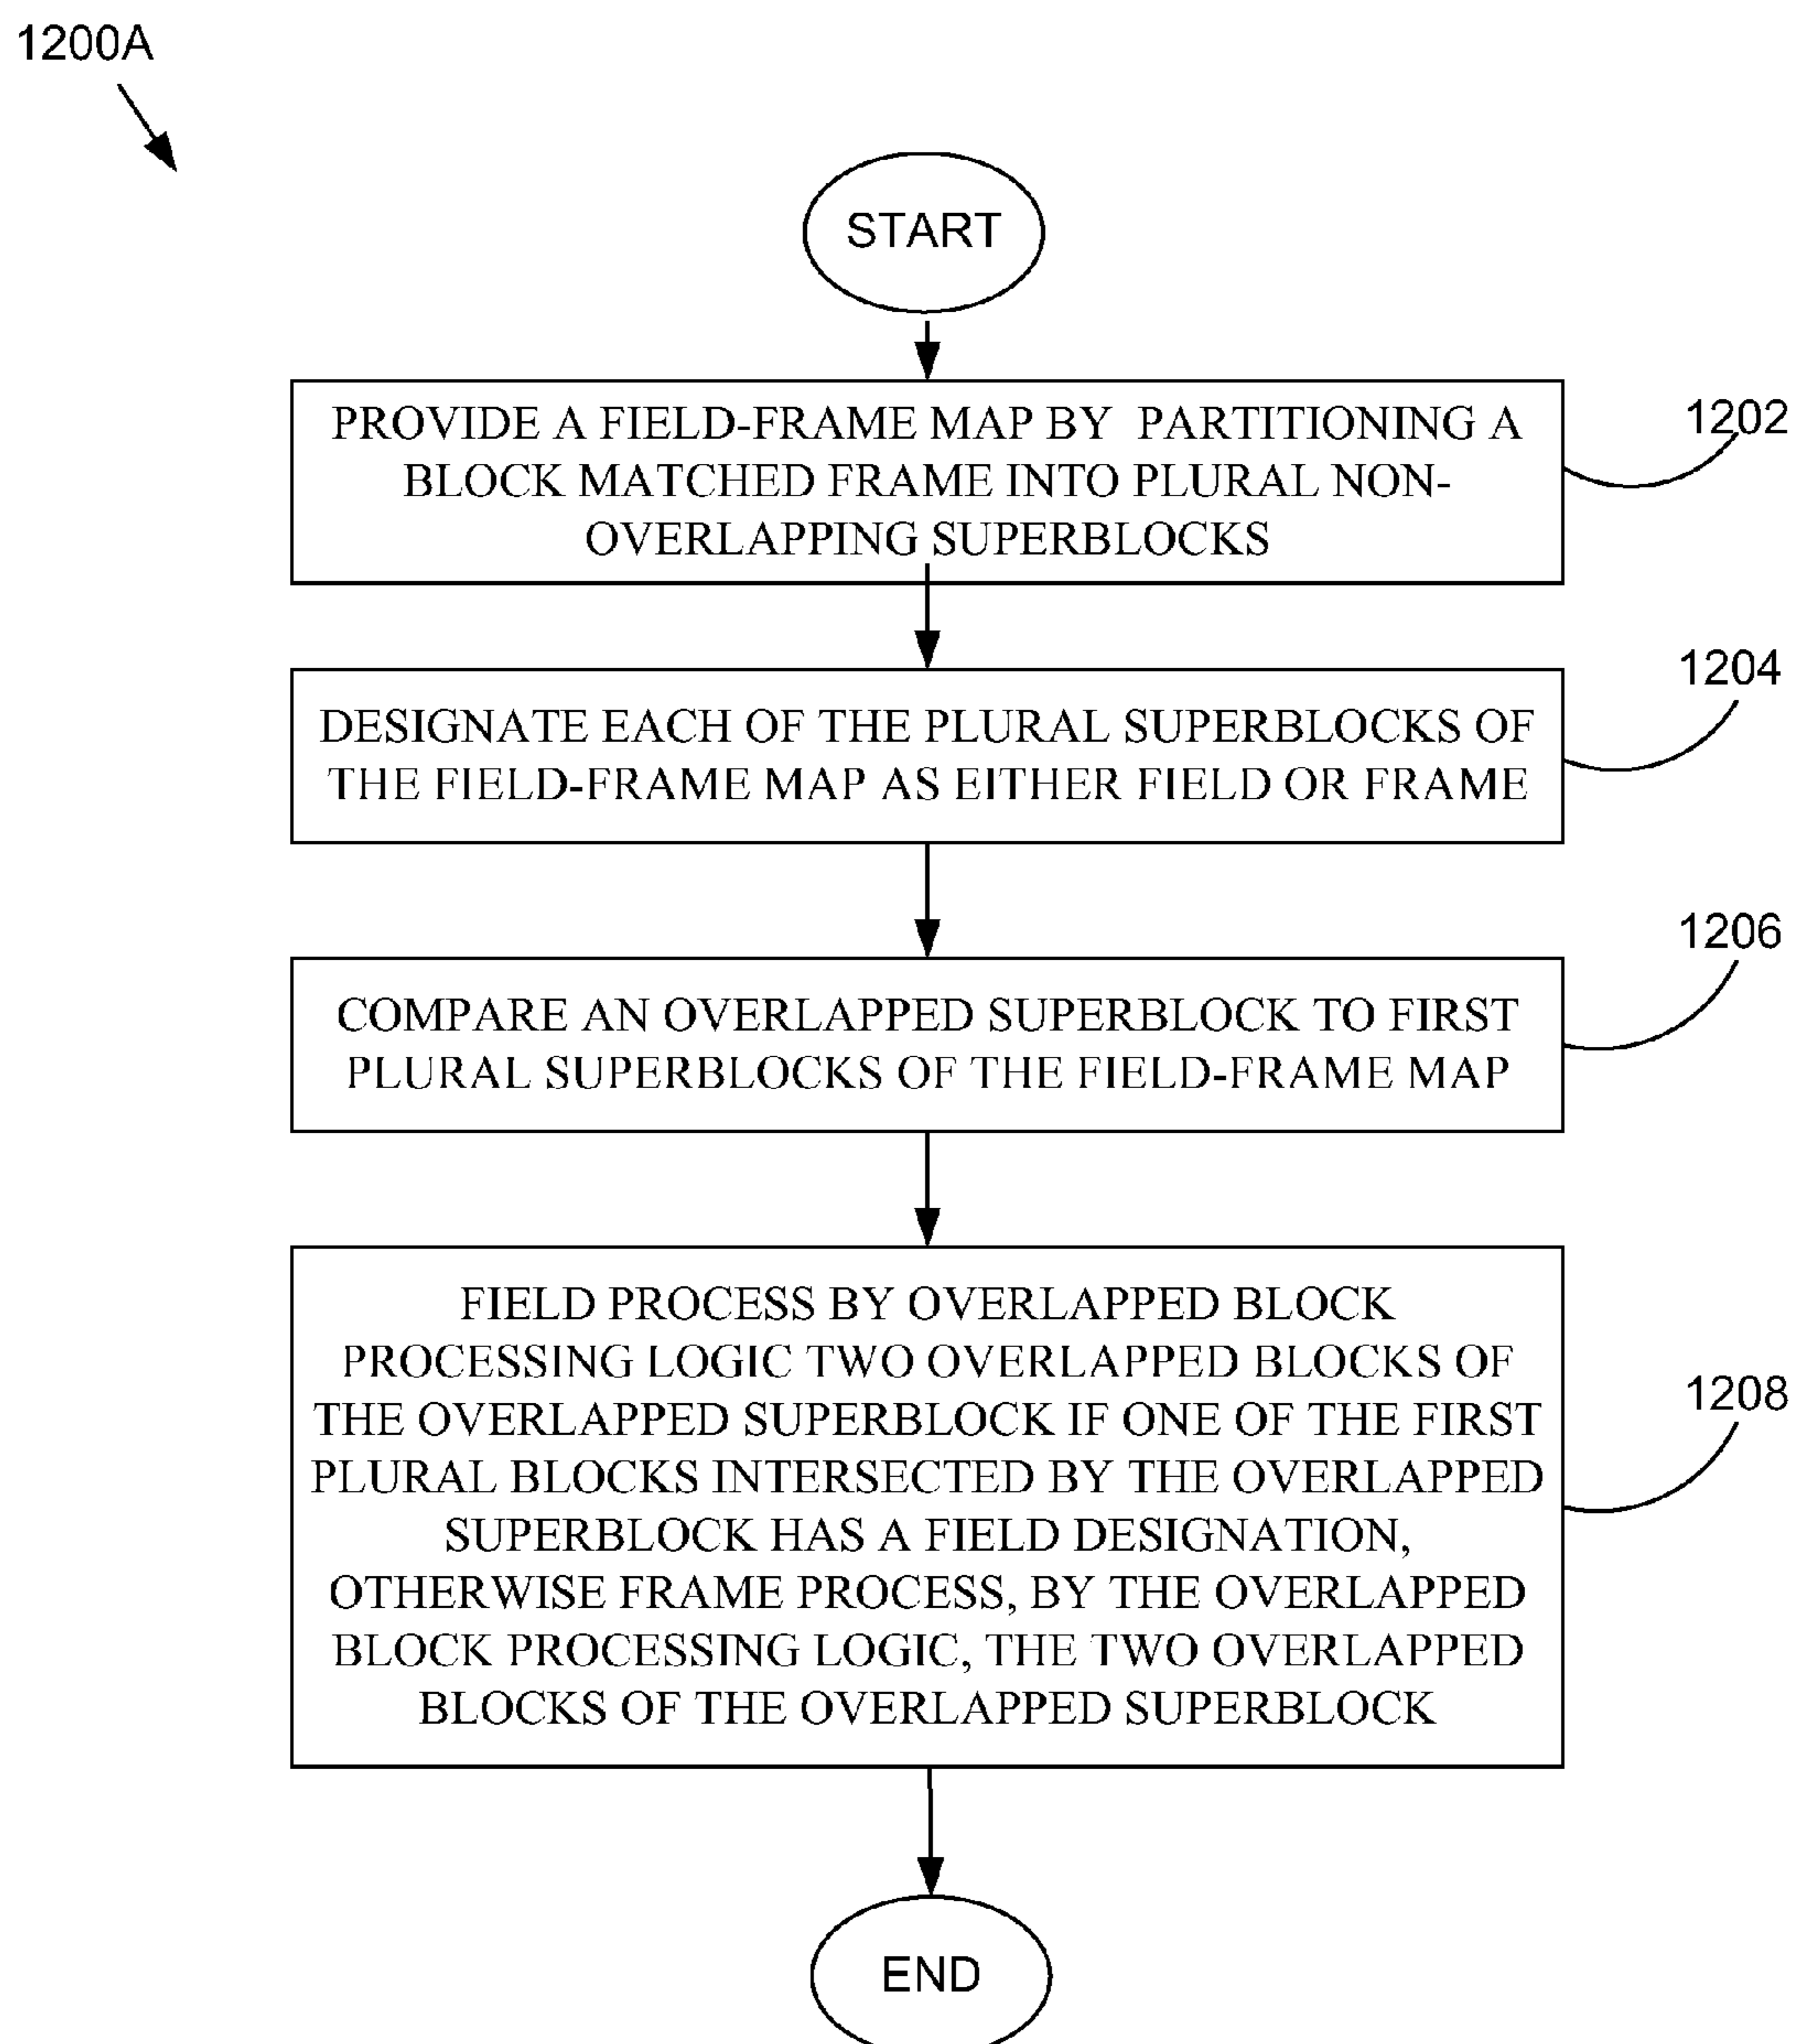 1200A
START
PROVIDE A FIELD-FRAME MAP BY PARTITIONING A
BLOCK MATCHED FRAME INTO PLURAL NON-
OVERLAPPING SUPERBLOCKS
1202
DESIGNATE EACH OF THE PLURAL SUPERBLOCKS OF
THE FIELD-FRAME MAP AS EITHER FIELD OR FRAME
1204
COMPARE AN OVERLAPPED SUPERBLOCK TO FIRST
PLURAL SUPERBLOCKS OF THE FIELD-FRAME MAP
1206
FIELD PROCESS BY OVERLAPPED BLOCK
PROCESSING LOGIC TWO OVERLAPPED BLOCKS OF
THE OVERLAPPED SUPERBLOCK IF ONE OF THE FIRST
PLURAL BLOCKS INTERSECTED BY THE OVERLAPPED
SUPERBLOCK HAS A FIELD DESIGNATION,
OTHERWISE FRAME PROCESS, BY THE OVERLAPPED
BLOCK PROCESSING LOGIC, THE TWO OVERLAPPED
BLOCKS OF THE OVERLAPPED SUPERBLOCK
1208
END